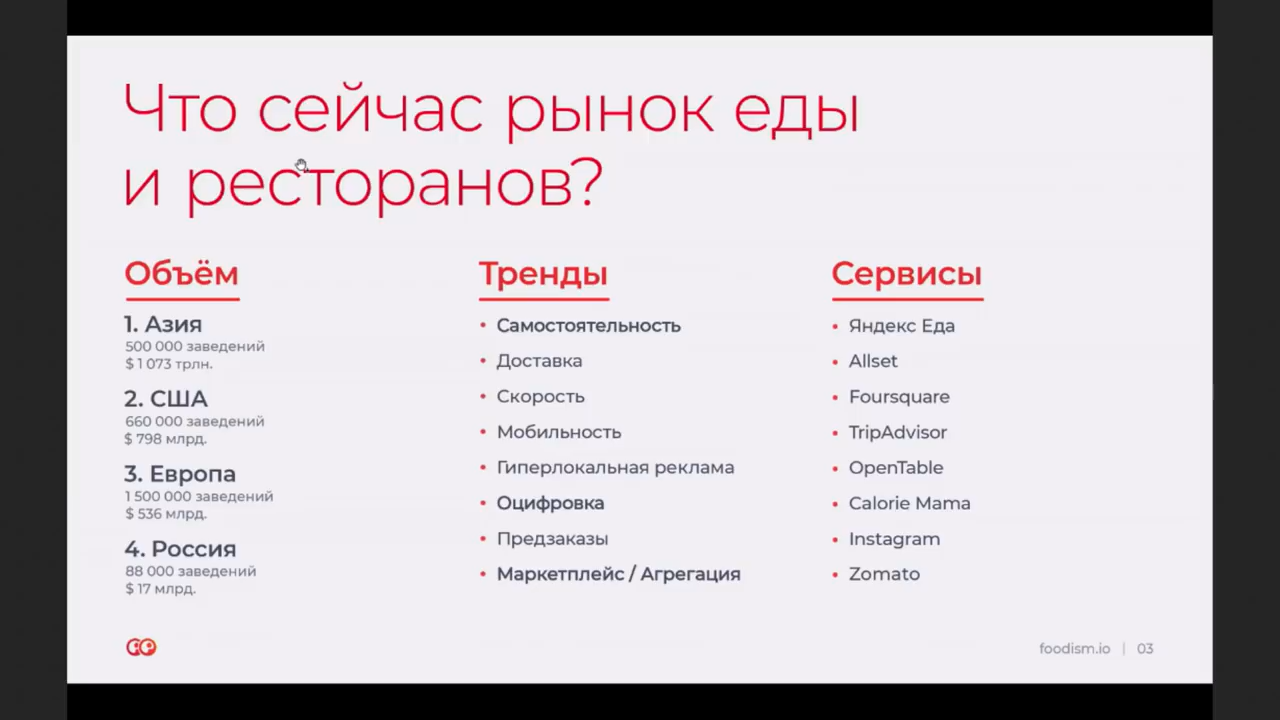 Что сейчас рынок еды
и ресторанов?
Объём
1. Азия
500 000 заведений
$ 1 073 трлн.
2. США
660 000 заведений
$ 798 млрд.
3. Европа
1 500 000 заведений
$ 536 млрд.
4. Россия
88 000 заведений
$ 17 млрд.
Тренды
• Самостоятельность
• Доставка
• Скорость
• Мобильность
• Гиперлокальная реклама
• Оцифровка
• Предзаказы
• Маркетплейс / Агрегация
Сервисы
• Яндекс Еда
• Allset
• Foursquare
• TripAdvisor
• OpenTable
• Calorie Mama
• Instagram
• Zomato
foodism.io | 03